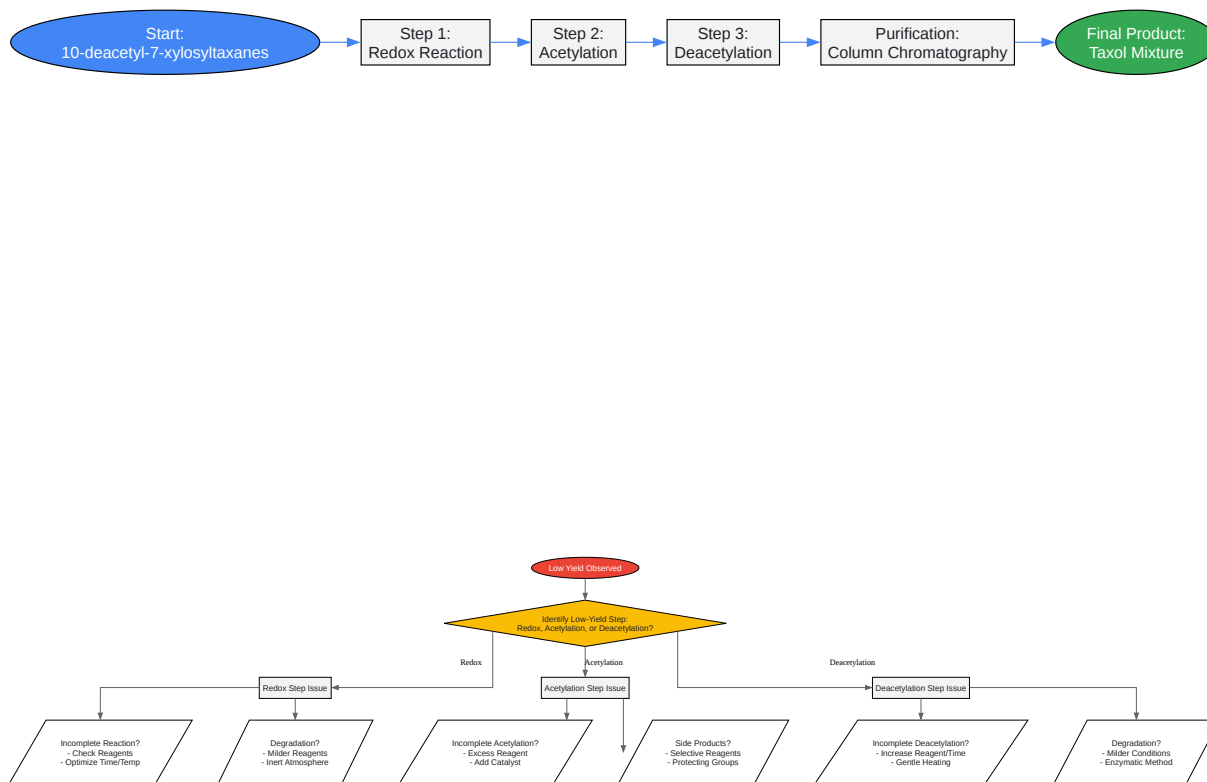 Start:
10-deacetyl-7-xylosyltaxanes
Step 1:
Redox Reaction
Step 2:
Acetylation
Step 3:
Deacetylation
Purification:
Column Chromatography
Final Product:
Taxol Mixture
Low Yield Observed
Identify Low-Yield Step:
Redox, Acetylation, or Deacetylation?
Redox
Acetylation
Deacetylation
Redox Step Issue
Acetylation Step Issue
Deacetylation Step Issue
Incomplete Reaction?
- Check Reagents
- Optimize Time/Temp
Degradation?
- Milder Reagents
- Inert Atmosphere
Incomplete Acetylation?
- Excess Reagent
- Add Catalyst
Side Products?
- Selective Reagents
- Protecting Groups
Incomplete Deacetylation?
- Increase Reagent/Time
- Gentle Heating
Degradation?
- Milder Conditions
- Enzymatic Method